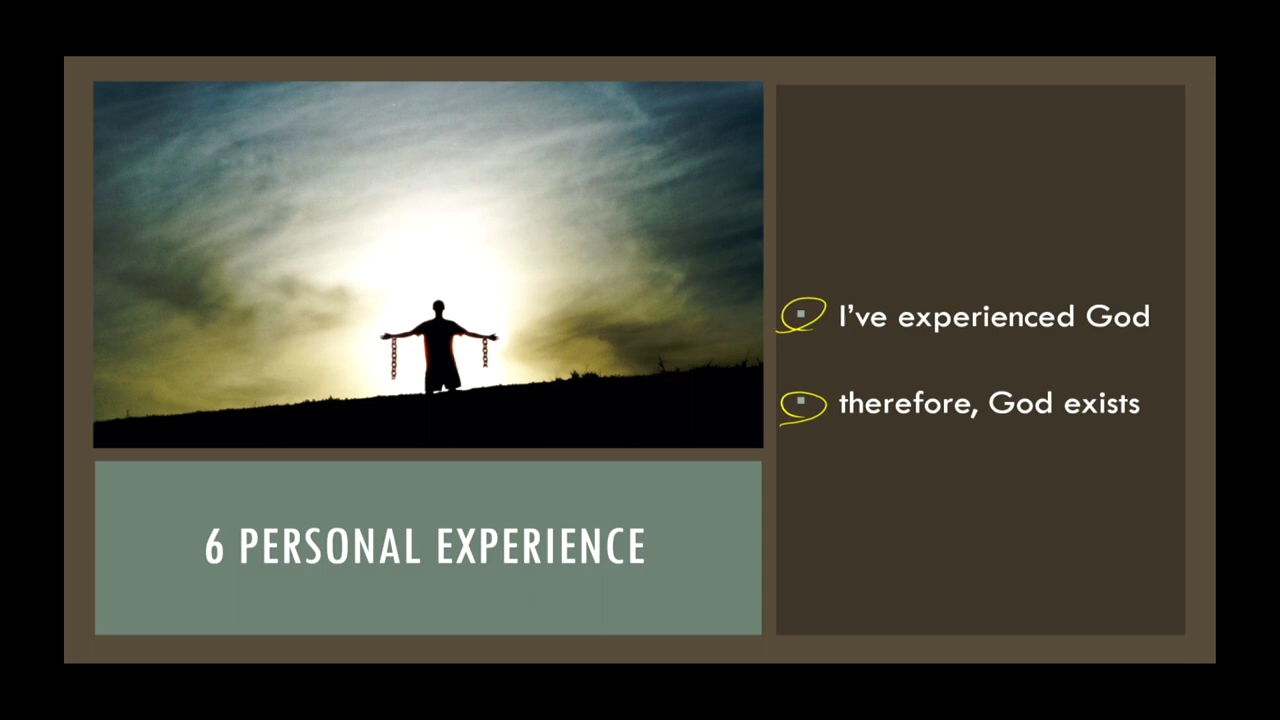 I've experienced God
therefore, God exists
6 PERSONAL EXPERIENCE